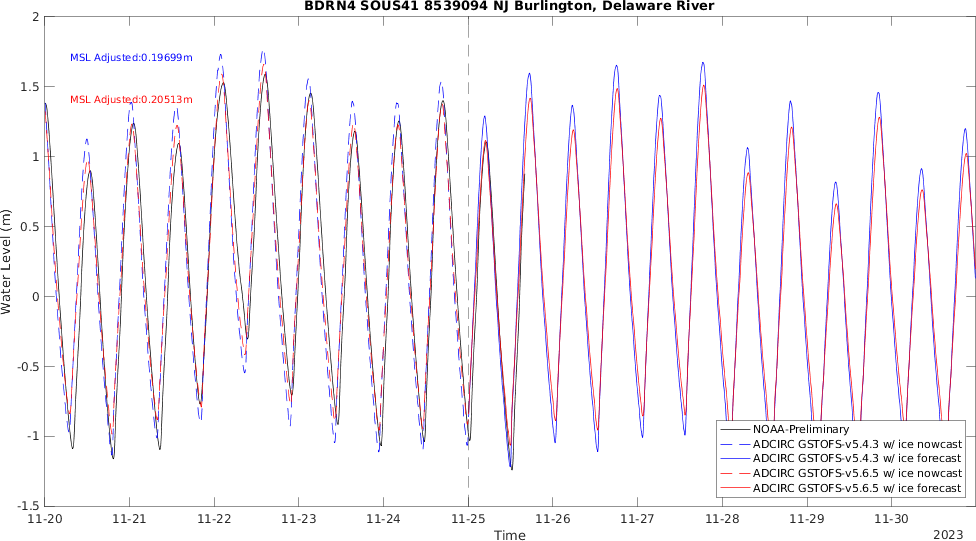 BDRN4 SOUS41 8539094 NJ Burlington, Delaware River
2
1.5
1
0.5
0
-0.5
-1
-1.5
Water Level (m)
MSL Adjusted:0.19699m
MSL Adjusted:0.20513m
NOAA-Preliminary
ADCIRC GSTOFS-v5.4.3 w/ ice nowcast
ADCIRC GSTOFS-v5.4.3 w/ ice forecast
ADCIRC GSTOFS-v5.6.5 w/ ice nowcast
ADCIRC GSTOFS-v5.6.5 w/ ice forecast
11-20 11-21 11-22 11-23 11-24 11-25 11-26 11-27 11-28 11-29 11-30
Time
2023